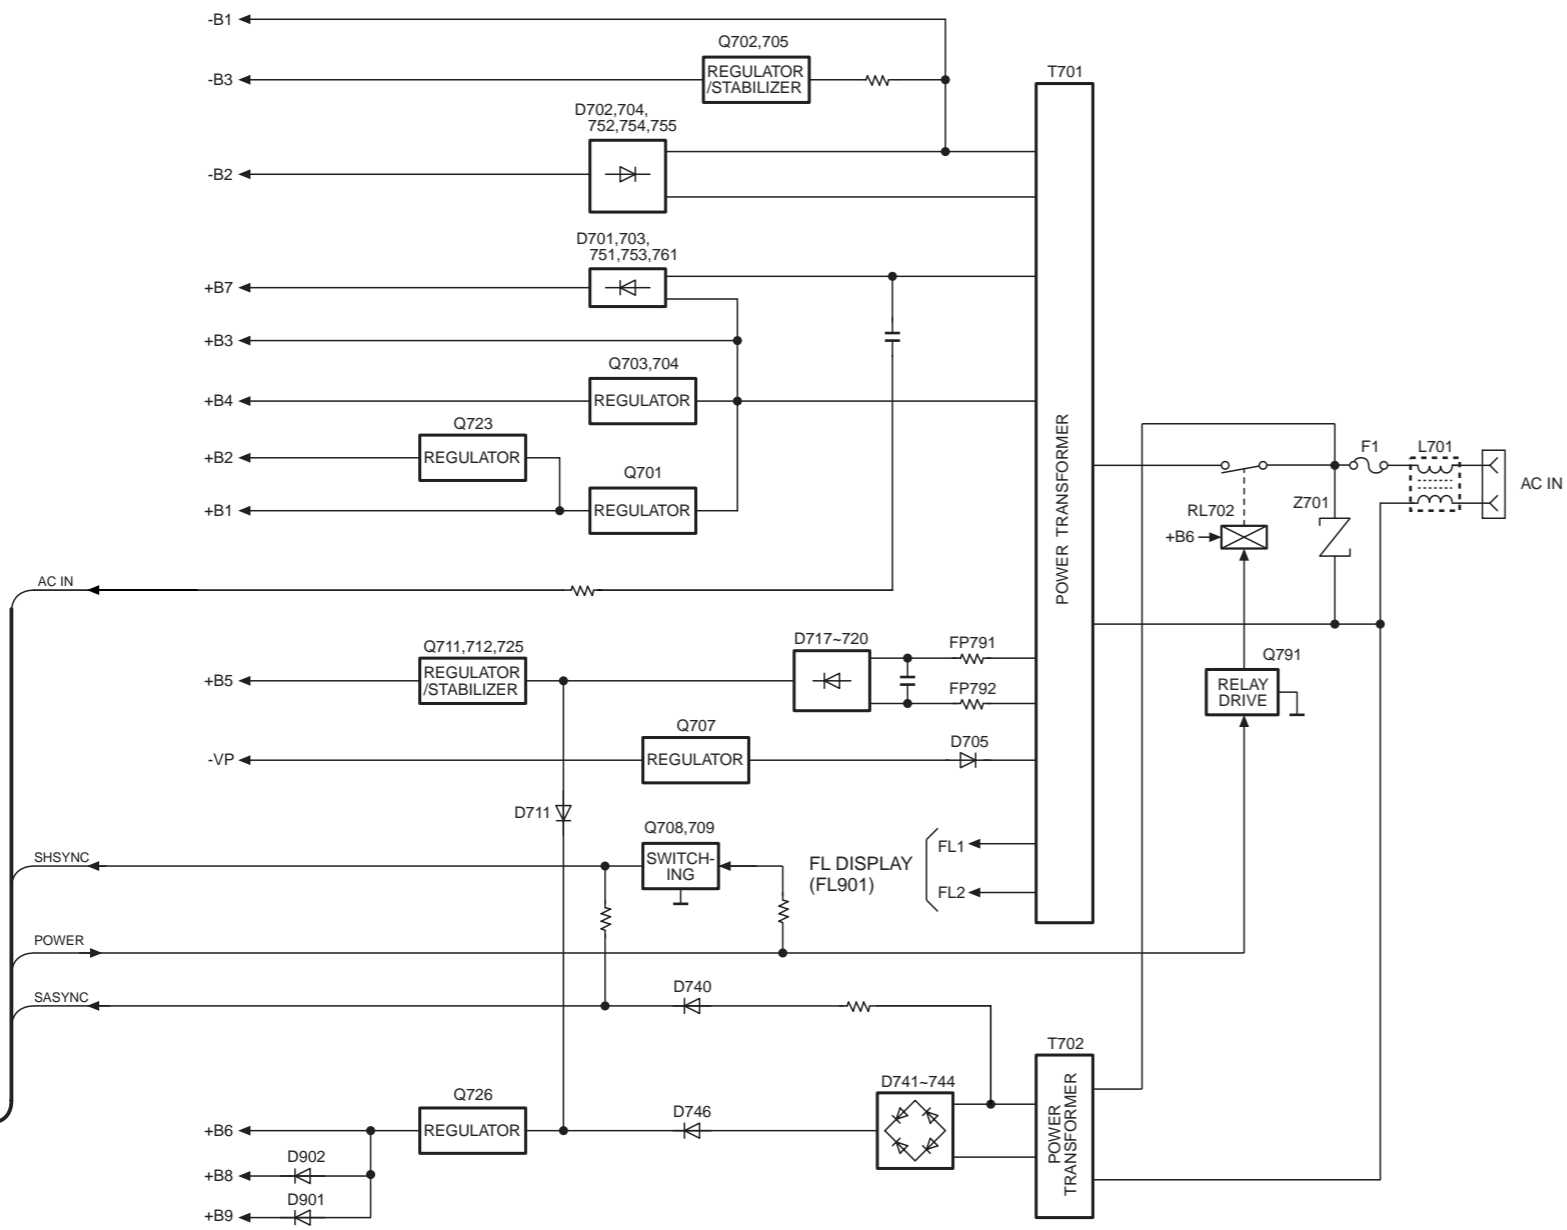 -B1
Q702,705
-B3
REGULATOR
/STABILIZER
T701
D702,704,
752,754,755
-B2
D701,703,
751,753,761
+B7
+B3
Q703,704
+B4
REGULATOR
Q723
+B2
REGULATOR
Q701
+B1
REGULATOR
POWER TRANSFORMER
F1
L701
AC IN
Z701
RL702
+B6
AC IN
Q711,712,725
D717~720
FP791
+B5
REGULATOR
/STABILIZER
FP792
Q791
RELAY
DRIVE
Q707
D705
-VP
REGULATOR
D711
Q708,709
SHSYNC
SWITCH-
ING
FL DISPLAY
(FL901)
FL1
FL2
POWER
SASYNC
D740
T702
Q726
D746
D741~744
+B6
REGULATOR
POWER
TRANSFORMER
D902
+B8
D901
+B9